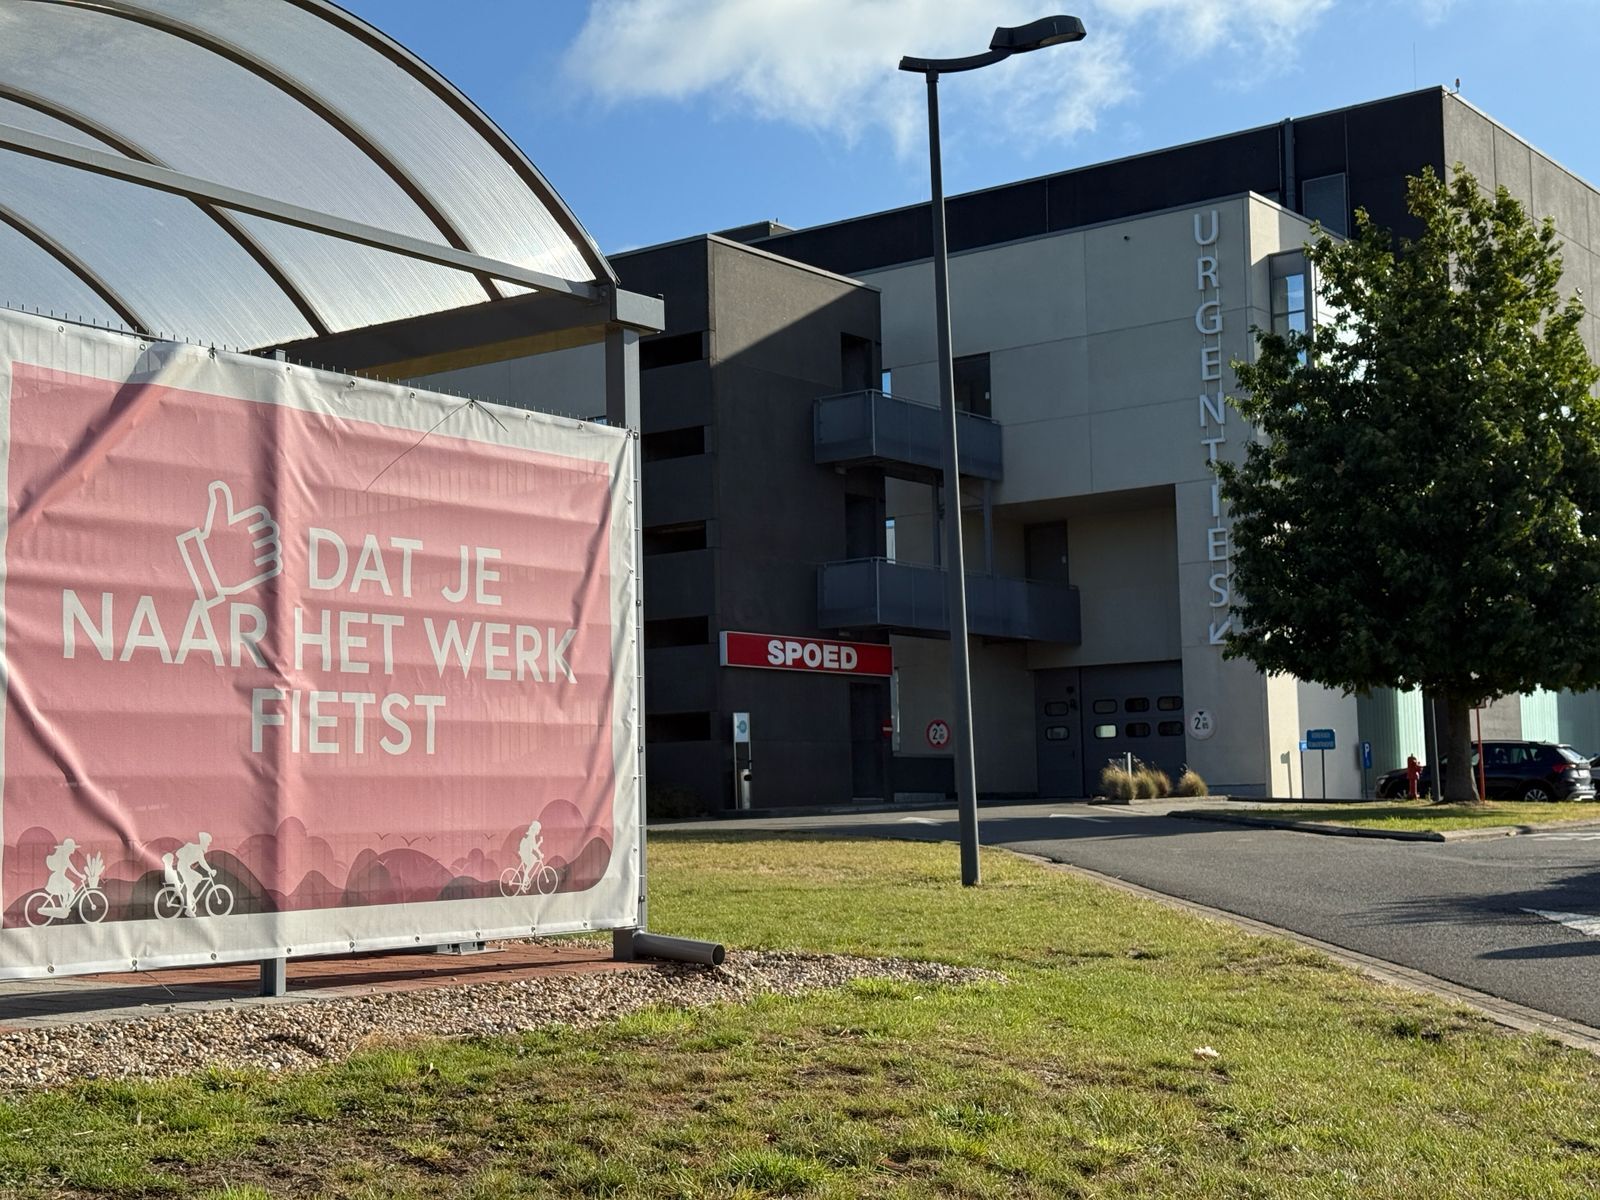 DAT JE
NAAR HET WERK
FIETST
SPOED
URGENTIES